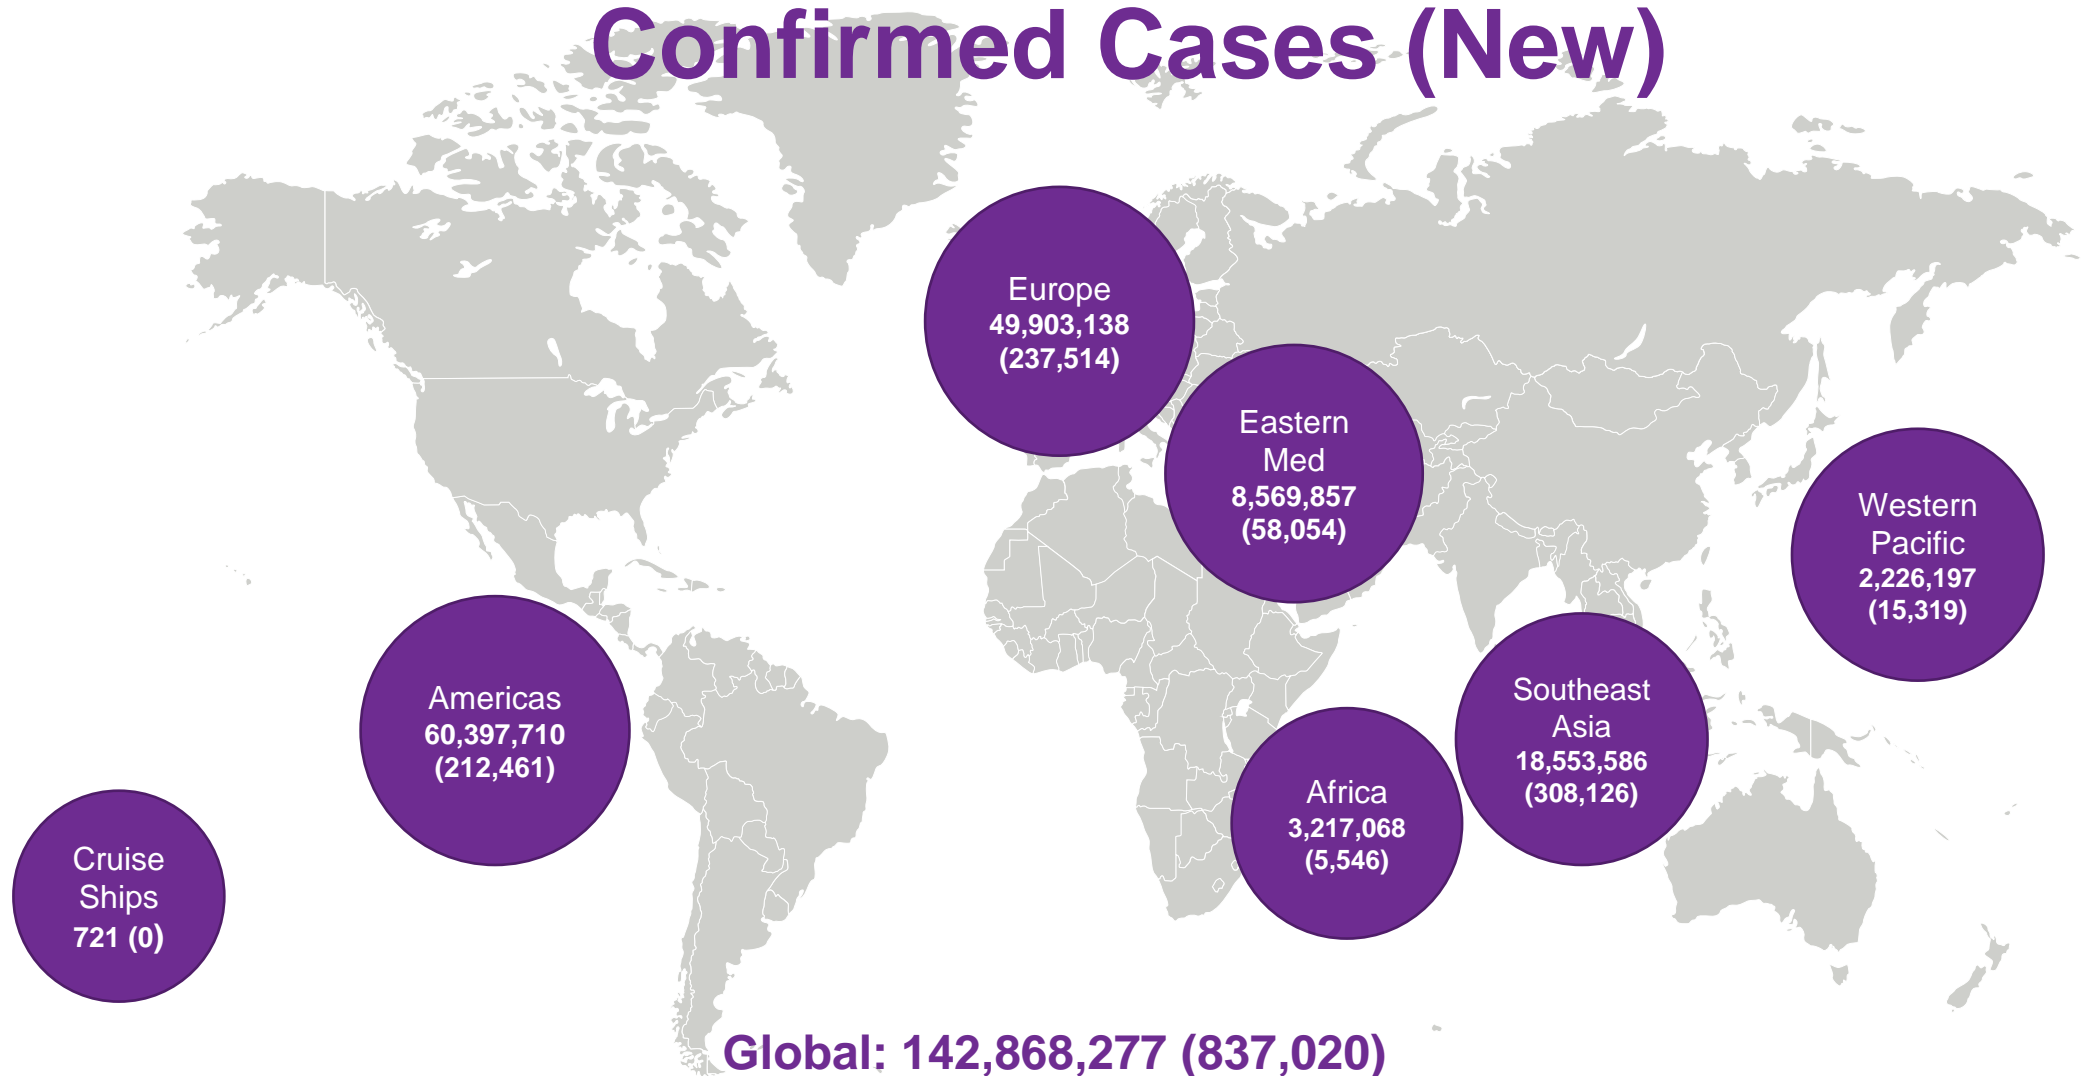 Confirmed Cases (New)
Europe
49,903,138
(237,514)
Eastern
Med
8,569,857
(58,054)
Western
Pacific
2,226,197
(15,319)
Americas
60,397,710
(212,461)
Southeast
Asia
18,553,586
(308,126)
Africa
3,217,068
(5,546)
Cruise
Ships
721 (0)
Global: 142,868,277 (837,020)